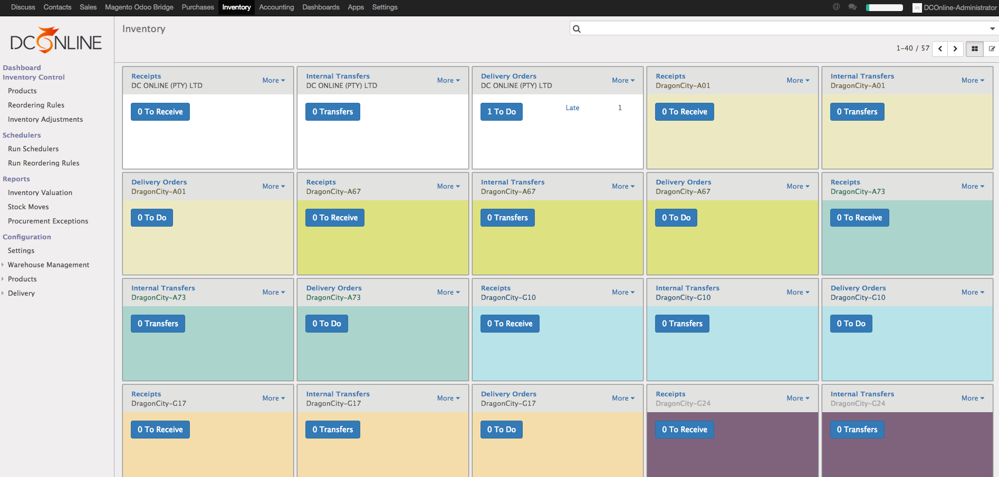 Discuss Contacts Sales Magento Odoo Bridge Purchases Inventory Accounting Dashboards Apps Settings @ DCOnline-Administrator
DCONLINE
Dashboard
Inventory Control
Products
Reordering Rules
Inventory Adjustments
Schedulers
Run Schedulers
Run Reordering Rules
Reports
Inventory Valuation
Stock Moves
Procurement Exceptions
Configuration
Settings
Warehouse Management
Products
Delivery
Inventory
1-40 / 57
Receipts
DC ONLINE (PTY) LTD
More
0 To Receive
Internal Transfers
DC ONLINE (PTY) LTD
More
0 Transfers
Delivery Orders
DC ONLINE (PTY) LTD
More
1 To Do
Late 1
Receipts
DragonCity-A01
More
0 To Receive
Internal Transfers
DragonCity-A01
More
0 Transfers
Delivery Orders
DragonCity-A01
More
0 To Do
Receipts
DragonCity-A67
More
0 To Receive
Internal Transfers
DragonCity-A67
More
0 Transfers
Delivery Orders
DragonCity-A67
More
0 To Do
Receipts
DragonCity-A73
More
0 To Receive
Internal Transfers
DragonCity-A73
More
0 Transfers
Delivery Orders
DragonCity-A73
More
0 To Do
Receipts
DragonCity-G10
More
0 To Receive
Internal Transfers
DragonCity-G10
More
0 Transfers
Delivery Orders
DragonCity-G10
More
0 To Do
Receipts
DragonCity-G17
More
0 To Receive
Internal Transfers
DragonCity-G17
More
0 Transfers
Delivery Orders
DragonCity-G17
More
0 To Do
Receipts
DragonCity-G24
More
0 To Receive
Internal Transfers
DragonCity-G24
More
0 Transfers